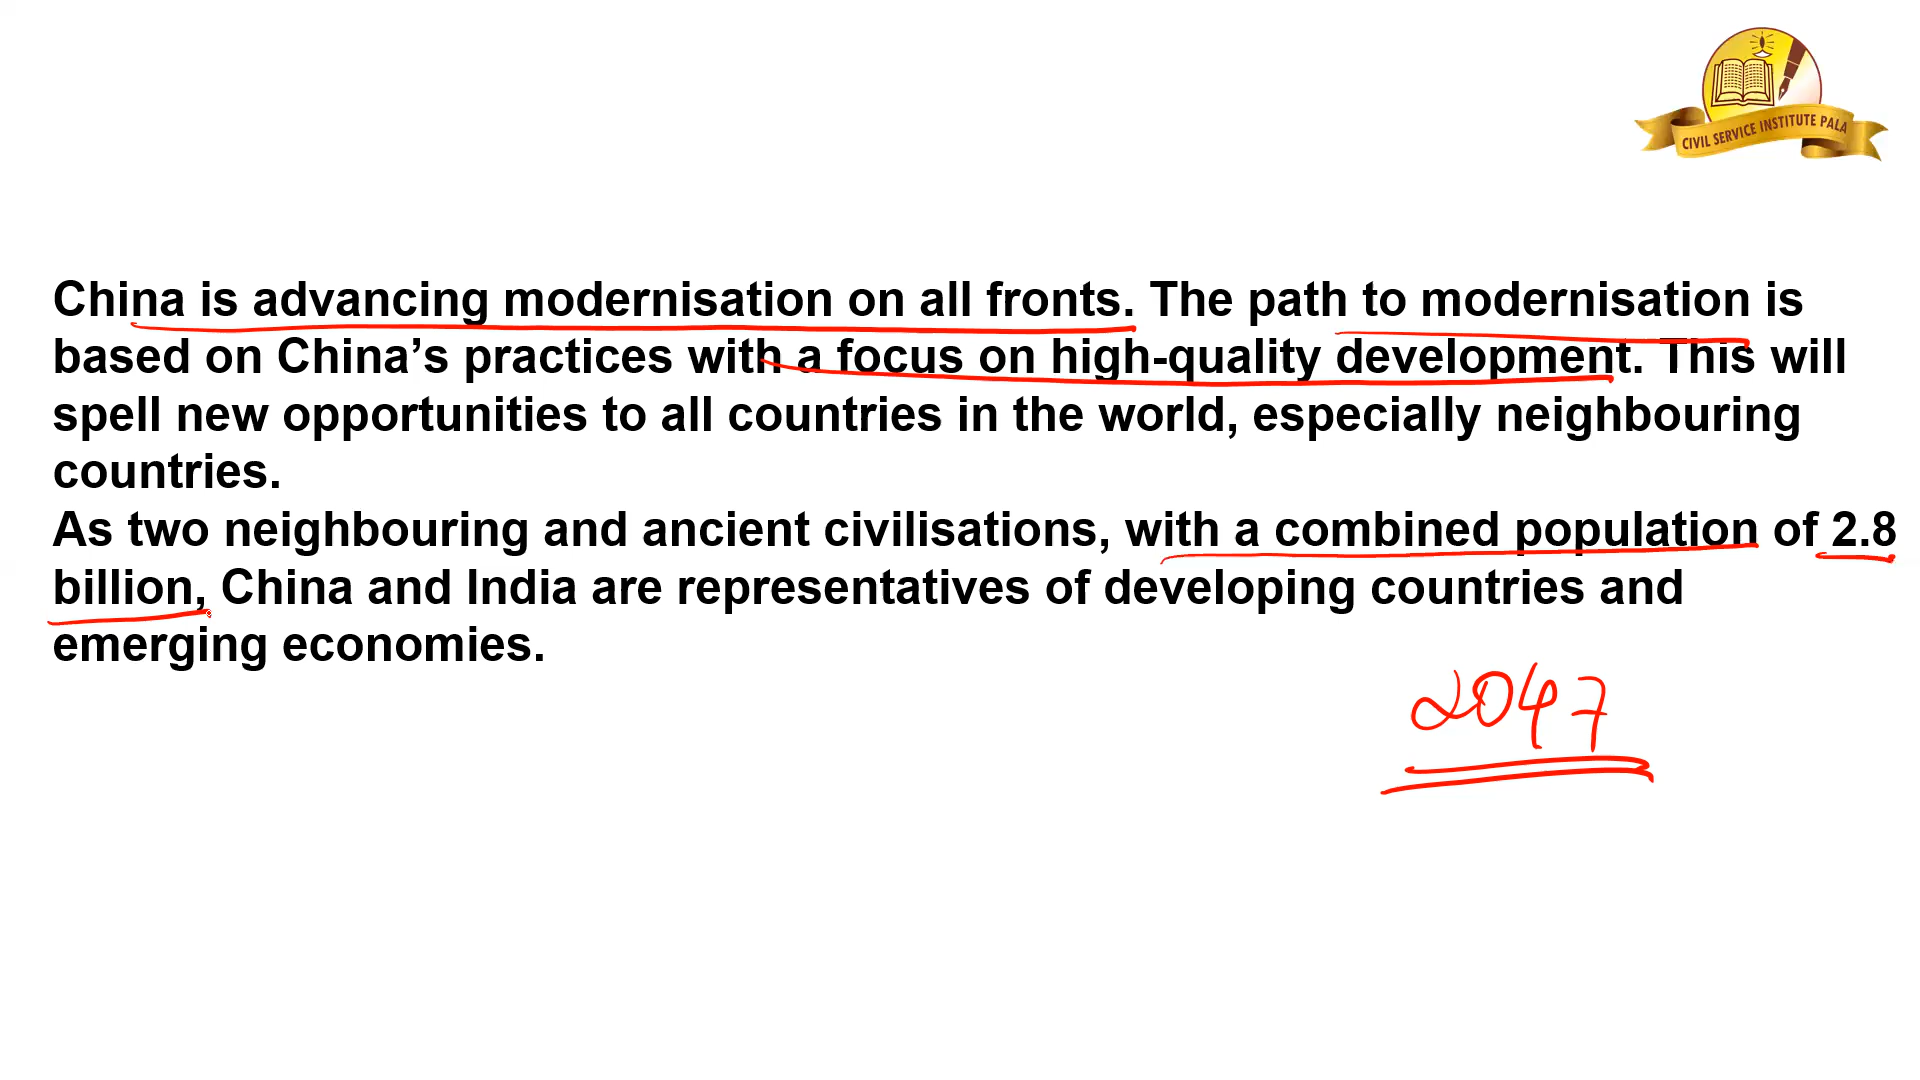 CIVIL SERVICE INSTITUTE PALA
China is advancing modernisation on all fronts. The path to modernisation is
based on China’s practices with a focus on high-quality development. This will
spell new opportunities to all countries in the world, especially neighbouring
countries.
As two neighbouring and ancient civilisations, with a combined population of 2.8
billion, China and India are representatives of developing countries and
emerging economies.
2047